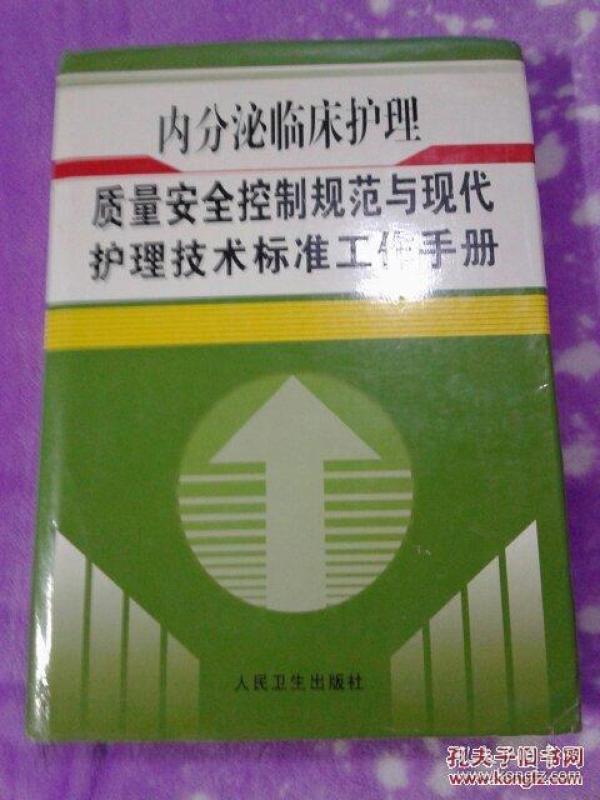 内分泌临床护理
质量安全控制规范与现代
护理技术标准工作手册
人民卫生出版社
孔夫子旧书网
www.kongfz.com